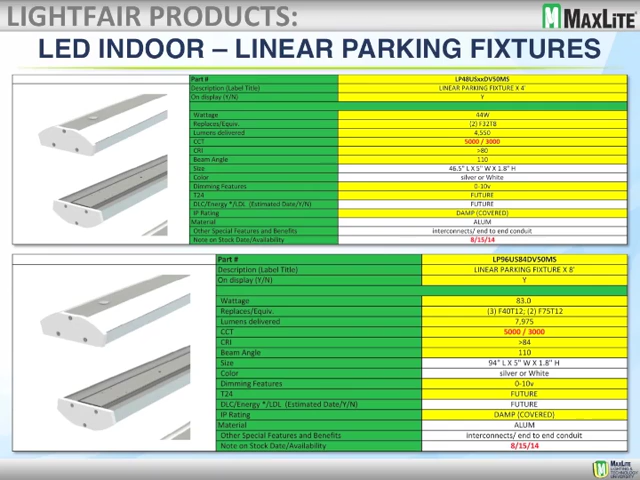 LIGHTFAIR PRODUCTS:
MAXLITE®
LED INDOOR – LINEAR PARKING FIXTURES
Part # LP48USxxDV50MS
Description (Label Title) LINEAR PARKING FIXTURE X 4'
On display (Y/N) Y
Wattage 44W
Replaces/Equiv. (2) F32T8
Lumens delivered 4,550
CCT 5000 / 3000
CRI >80
Beam Angle 110
Size 46.5" L X 5" W X 1.8" H
Color silver or White
Dimming Features 0-10v
T24 FUTURE
DLC/Energy */LDL (Estimated Date/Y/N) FUTURE
IP Rating DAMP (COVERED)
Material ALUM
Other Special Features and Benefits interconnects/ end to end conduit
Note on Stock Date/Availability 8/15/14
Part # LP96US84DV50MS
Description (Label Title) LINEAR PARKING FIXTURE X 8'
On display (Y/N) Y
Wattage 83.0
Replaces/Equiv. (3) F40T12; (2) F75T12
Lumens delivered 7,975
CCT 5000 / 3000
CRI >84
Beam Angle 110
Size 94" L X 5" W X 1.8" H
Color silver or White
Dimming Features 0-10v
T24 FUTURE
DLC/Energy */LDL (Estimated Date/Y/N) FUTURE
IP Rating DAMP (COVERED)
Material ALUM
Other Special Features and Benefits interconnects/ end to end conduit
Note on Stock Date/Availability 8/15/14
MAXLITE
LIGHTING &
TECHNOLOGY
UNIVERSITY